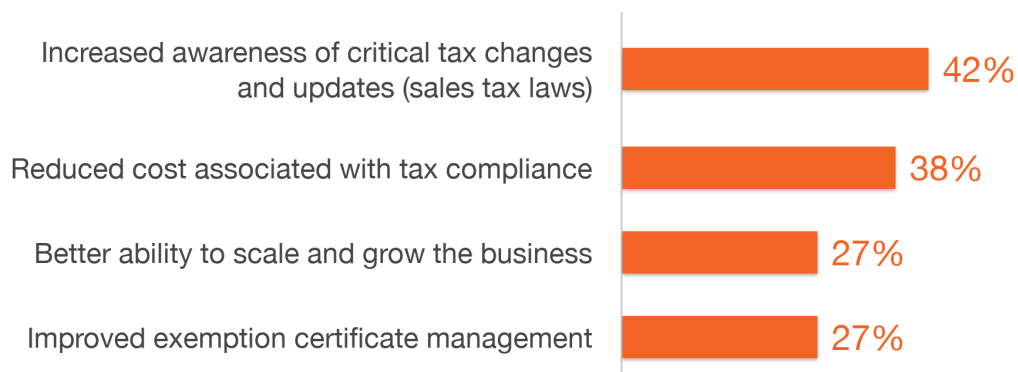 Increased awareness of critical tax changes
and updates (sales tax laws)
42%
Reduced cost associated with tax compliance
38%
Better ability to scale and grow the business
27%
Improved exemption certificate management
27%